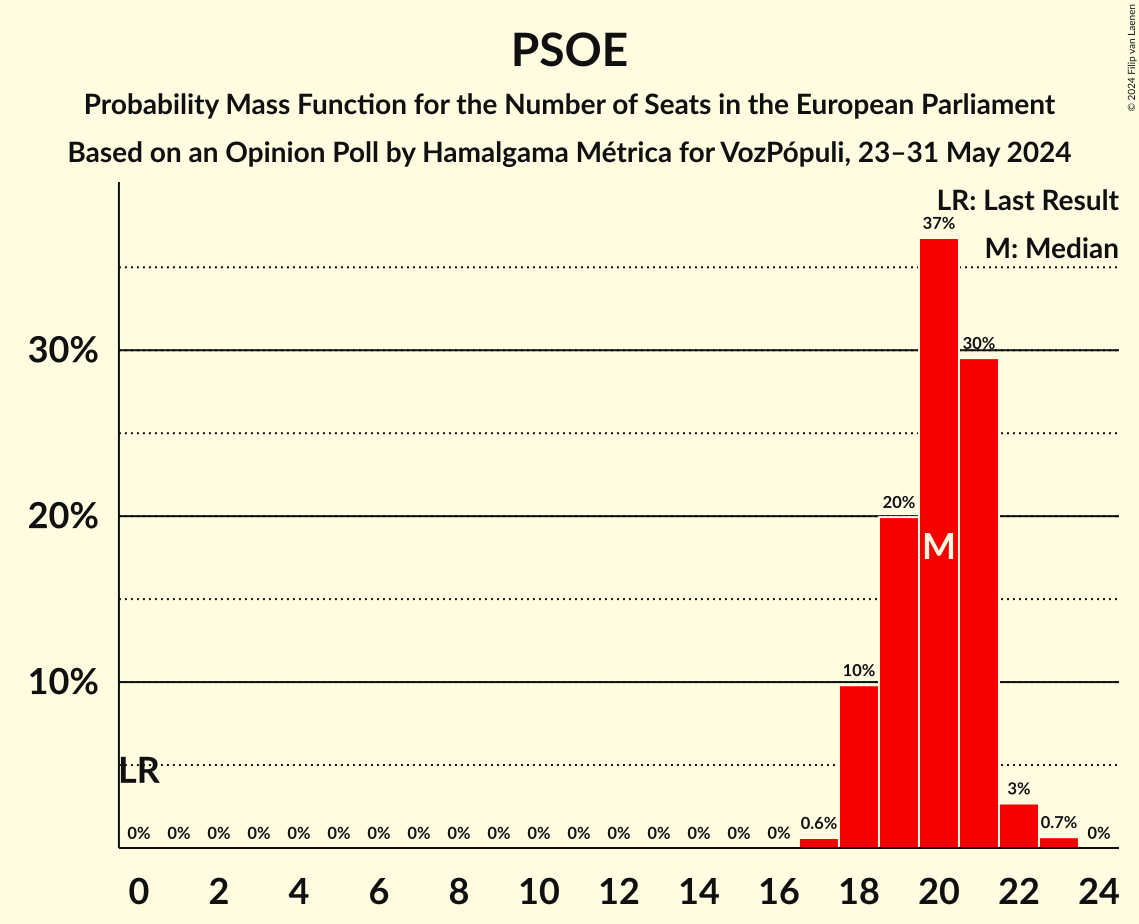 PSOE
Probability Mass Function for the Number of Seats in the European Parliament
Based on an Opinion Poll by Hamalgama Métrica for VozPópuli, 23–31 May 2024
© 2024 Filip van Laenen
LR: Last Result
M: Median
37%
30%
30%
20%
20%
M
10%
10%
LR
0% 0% 0% 0% 0% 0% 0% 0% 0% 0% 0% 0% 0% 0% 0% 0% 0% 0.6% 3% 0.7% 0%
0 2 4 6 8 10 12 14 16 18 20 22 24